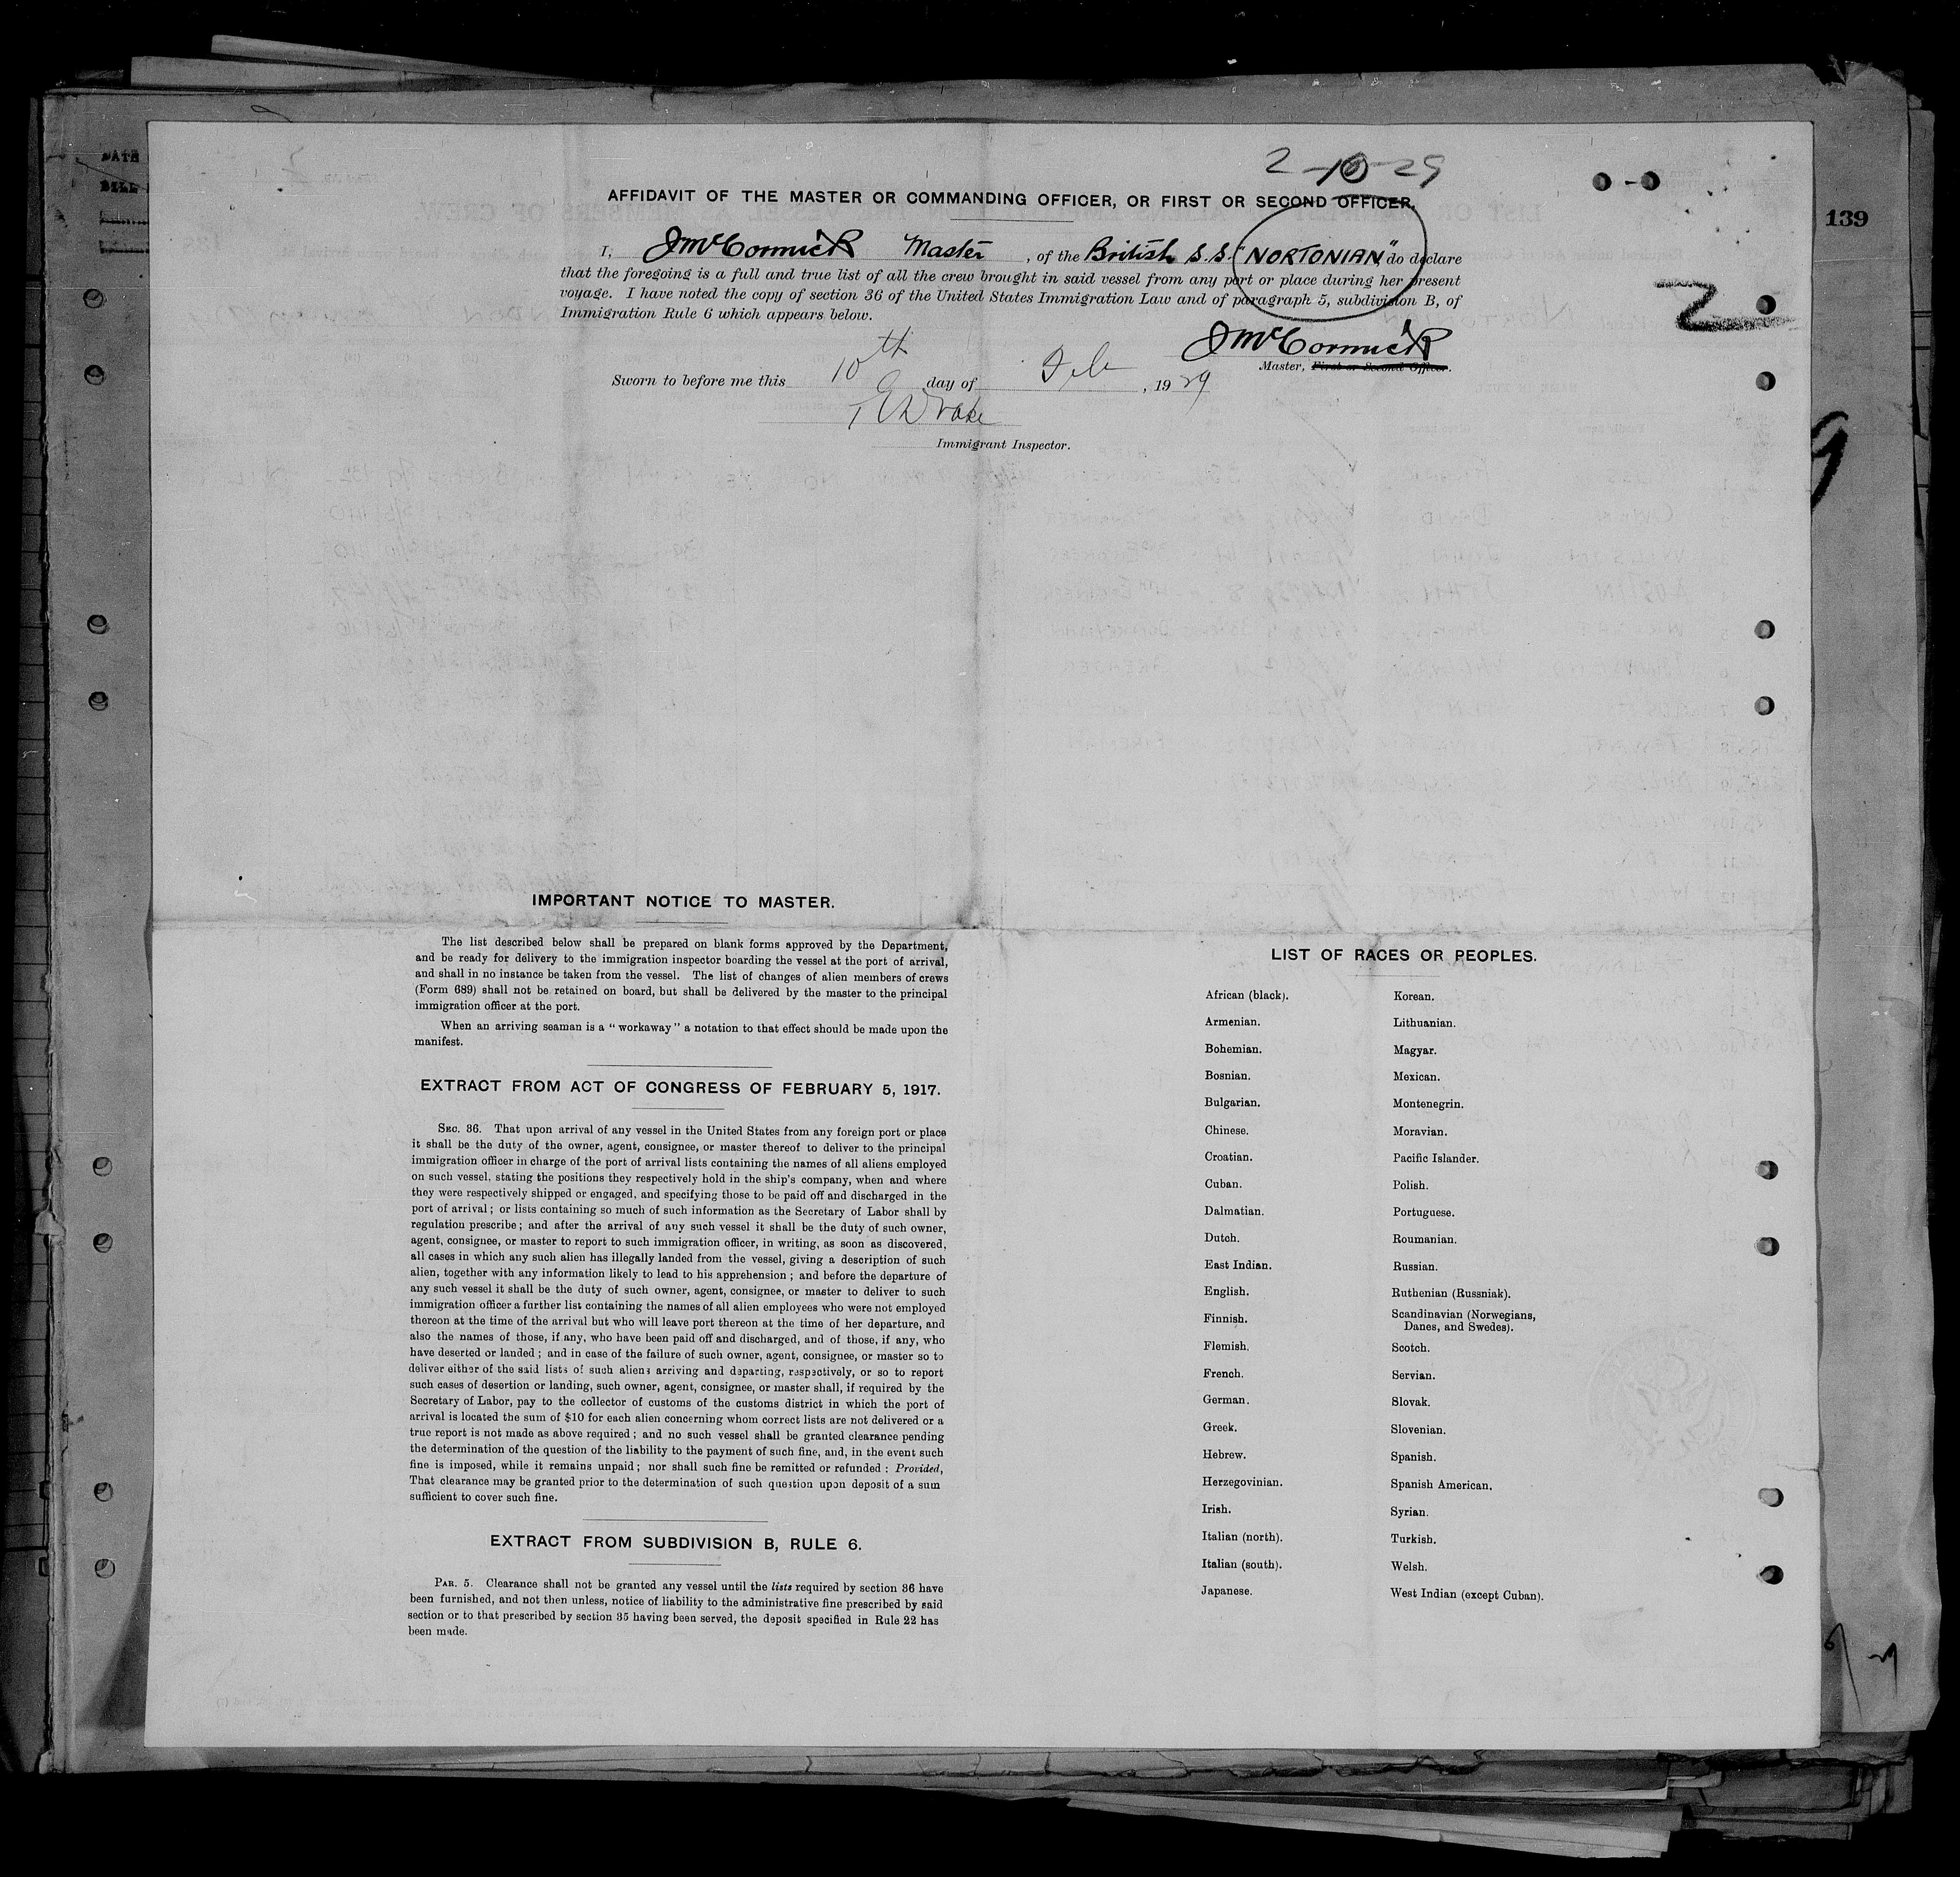 2-10-29
AFFIDAVIT OF THE MASTER OR COMMANDING OFFICER, OR FIRST OR SECOND OFFICER.
139
I, J McCormick Master, of the British S.S. "NORTONIAN", do declare
that the foregoing is a full and true list of all the crew brought in said vessel from any port or place during her present
voyage. I have noted the copy of section 36 of the United States Immigration Law and of paragraph 5, subdivision B, of
Immigration Rule 6 which appears below.
2
J McCormick
Master, First or Second Officer.
Sworn to before me this 10th day of Feb, 1929
Drake
Immigrant Inspector.
IMPORTANT NOTICE TO MASTER.
The list described below shall be prepared on blank forms approved by the Department,
and be ready for delivery to the immigration inspector boarding the vessel at the port of arrival,
and shall in no instance be taken from the vessel. The list of changes of alien members of crews
(Form 689) shall not be retained on board, but shall be delivered by the master to the principal
immigration officer at the port.
When an arriving seaman is a "workaway" a notation to that effect should be made upon the
manifest.
EXTRACT FROM ACT OF CONGRESS OF FEBRUARY 5, 1917.
SEC. 36. That upon arrival of any vessel in the United States from any foreign port or place
it shall be the duty of the owner, agent, consignee, or master thereof to deliver to the principal
immigration officer in charge of the port of arrival lists containing the names of all aliens employed
on such vessel, stating the positions they respectively hold in the ship's company, when and where
they were respectively shipped or engaged, and specifying those to be paid off and discharged in the
port of arrival; or lists containing so much of such information as the Secretary of Labor shall by
regulation prescribe; and after the arrival of any such vessel it shall be the duty of such owner,
agent, consignee, or master to report to such immigration officer, in writing, as soon as discovered,
all cases in which any such alien has illegally landed from the vessel, giving a description of such
alien, together with any information likely to lead to his apprehension; and before the departure of
any such vessel it shall be the duty of such owner, agent, consignee, or master to deliver to such
immigration officer a further list containing the names of all alien employees who were not employed
thereon at the time of the arrival but who will leave port thereon at the time of her departure, and
also the names of those, if any, who have been paid off and discharged, and of those, if any, who
have deserted or landed; and in case of the failure of such owner, agent, consignee, or master so to
deliver either of the said lists of such aliens arriving and departing, respectively, or so to report
such cases of desertion or landing, such owner, agent, consignee, or master shall, if required by the
Secretary of Labor, pay to the collector of customs of the customs district in which the port of
arrival is located the sum of $10 for each alien concerning whom correct lists are not delivered or a
true report is not made as above required; and no such vessel shall be granted clearance pending
the determination of the question of the liability to the payment of such fine, and, in the event such
fine is imposed, while it remains unpaid; nor shall such fine be remitted or refunded: Provided,
That clearance may be granted prior to the determination of such question upon deposit of a sum
sufficient to cover such fine.
EXTRACT FROM SUBDIVISION B, RULE 6.
PAR. 5. Clearance shall not be granted any vessel until the lists required by section 36 have
been furnished, and not then unless, notice of liability to the administrative fine prescribed by said
section or to that prescribed by section 35 having been served, the deposit specified in Rule 22 has
been made.
LIST OF RACES OR PEOPLES.
African (black).
Armenian.
Bohemian.
Bosnian.
Bulgarian.
Chinese.
Croatian.
Cuban.
Dalmatian.
Dutch.
East Indian.
English.
Finnish.
Flemish.
French.
German.
Greek.
Hebrew.
Herzegovinian.
Irish.
Italian (north).
Italian (south).
Japanese.
Korean.
Lithuanian.
Magyar.
Mexican.
Montenegrin.
Moravian.
Pacific Islander.
Polish.
Portuguese.
Roumanian.
Russian.
Ruthenian (Russniak).
Scandinavian (Norwegians,
Danes, and Swedes).
Scotch.
Servian.
Slovak.
Slovenian.
Spanish.
Spanish American.
Syrian.
Turkish.
Welsh.
West Indian (except Cuban).